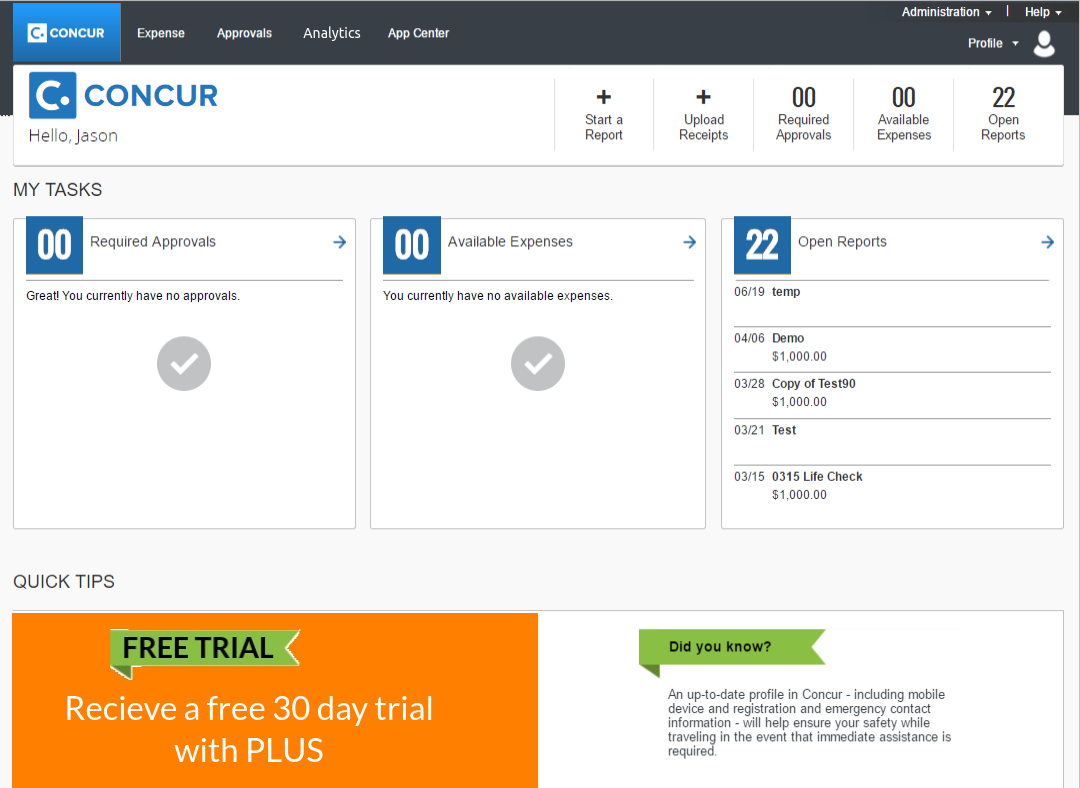 Administration
Help
CONCUR
Expense
Approvals
Analytics
App Center
Profile
C. CONCUR
Hello, Jason
+
Start a
Report
+
Upload
Receipts
00
Required
Approvals
00
Available
Expenses
22
Open
Reports
MY TASKS
00 Required Approvals
Great! You currently have no approvals.
00 Available Expenses
You currently have no available expenses.
22 Open Reports
06/19 temp
04/06 Demo
$1,000.00
03/28 Copy of Test90
$1,000.00
03/21 Test
03/15 0315 Life Check
$1,000.00
QUICK TIPS
FREE TRIAL
Recieve a free 30 day trial
with PLUS
Did you know?
An up-to-date profile in Concur - including mobile
device and registration and emergency contact
information - will help ensure your safety while
traveling in the event that immediate assistance is
required.